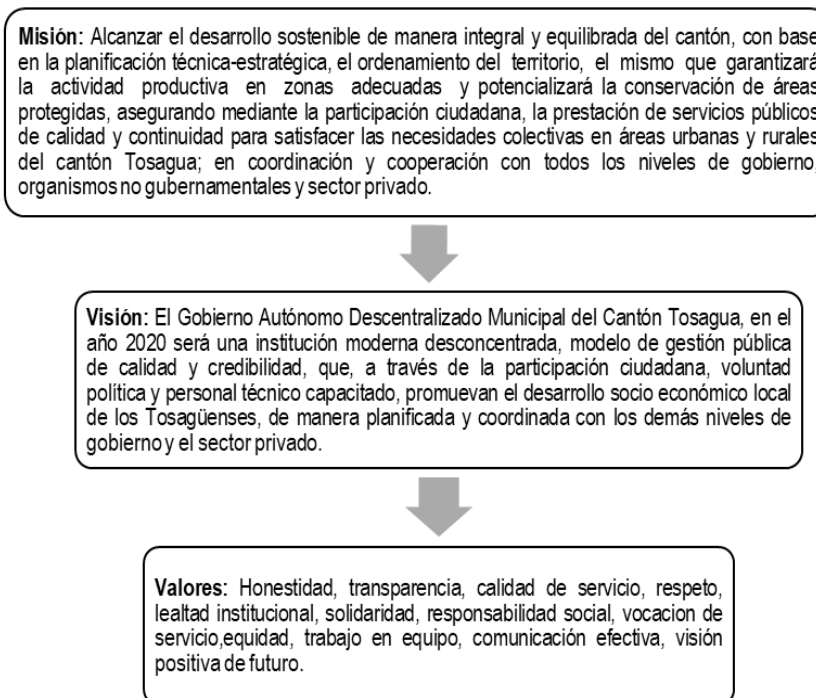 Misión: Alcanzar el desarrollo sostenible de manera integral y equilibrada del cantón, con base
en la planificación técnica-estratégica, el ordenamiento del territorio, el mismo que garantizará
la actividad productiva en zonas adecuadas y potencializará la conservación de áreas
protegidas, asegurando mediante la participación ciudadana, la prestación de servicios públicos
de calidad y continuidad para satisfacer las necesidades colectivas en áreas urbanas y rurales
del cantón Tosagua; en coordinación y cooperación con todos los niveles de gobierno,
organismos no gubernamentales y sector privado.
Visión: El Gobierno Autónomo Descentralizado Municipal del Cantón Tosagua, en el
año 2020 será una institución moderna desconcentrada, modelo de gestión pública
de calidad y credibilidad, que, a través de la participación ciudadana, voluntad
política y personal técnico capacitado, promuevan el desarrollo socio económico local
de los Tosagüenses, de manera planificada y coordinada con los demás niveles de
gobierno y el sector privado.
Valores: Honestidad, transparencia, calidad de servicio, respeto,
lealtad institucional, solidaridad, responsabilidad social, vocacion de
servicio,equidad, trabajo en equipo, comunicación efectiva, visión
positiva de futuro.